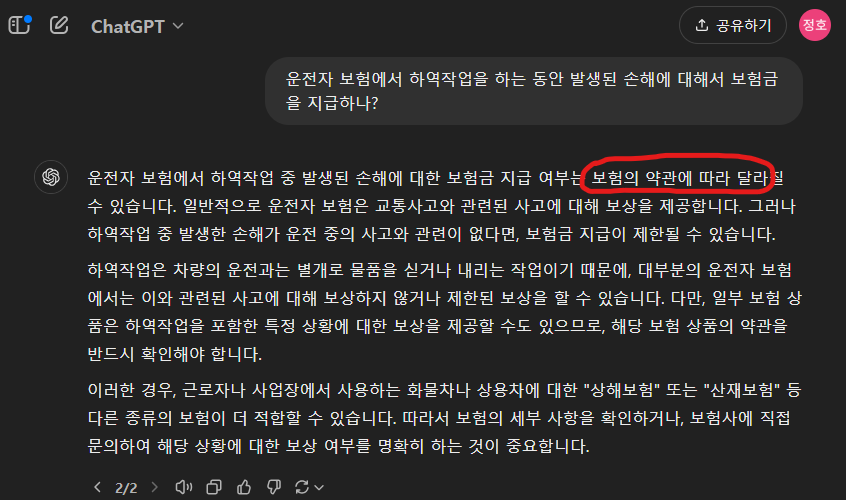 ChatGPT
공유하기
정호
운전자 보험에서 하역작업을 하는 동안 발생된 손해에 대해서 보험금
을 지급하나?
운전자 보험에서 하역작업 중 발생된 손해에 대한 보험금 지급 여부는 보험의 약관에 따라 달라질
수 있습니다. 일반적으로 운전자 보험은 교통사고와 관련된 사고에 대해 보상을 제공합니다. 그러나
하역작업 중 발생한 손해가 운전 중의 사고와 관련이 없다면, 보험금 지급이 제한될 수 있습니다.
하역작업은 차량의 운전과는 별개로 물품을 싣거나 내리는 작업이기 때문에, 대부분의 운전자 보험
에서는 이와 관련된 사고에 대해 보상하지 않거나 제한된 보상을 할 수 있습니다. 다만, 일부 보험 상
품은 하역작업을 포함한 특정 상황에 대한 보상을 제공할 수도 있으므로, 해당 보험 상품의 약관을
반드시 확인해야 합니다.
이러한 경우, 근로자나 사업장에서 사용하는 화물차나 상용차에 대한 "상해보험" 또는 "산재보험" 등
다른 종류의 보험이 더 적합할 수 있습니다. 따라서 보험의 세부 사항을 확인하거나, 보험사에 직접
문의하여 해당 상황에 대한 보상 여부를 명확히 하는 것이 중요합니다.
2/2